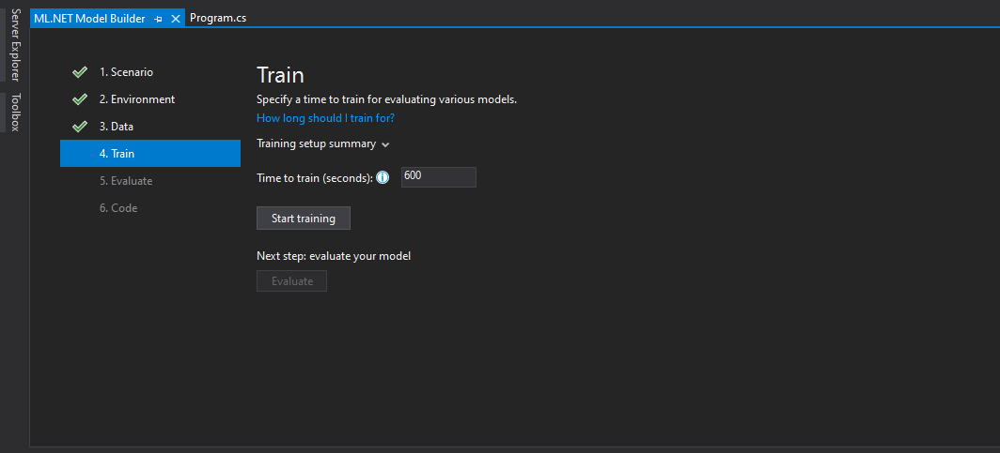 Server Explorer
Toolbox
ML.NET Model Builder
Program.cs
1. Scenario
2. Environment
3. Data
4. Train
5. Evaluate
6. Code
Train
Specify a time to train for evaluating various models.
How long should I train for?
Training setup summary
Time to train (seconds): 600
Start training
Next step: evaluate your model
Evaluate